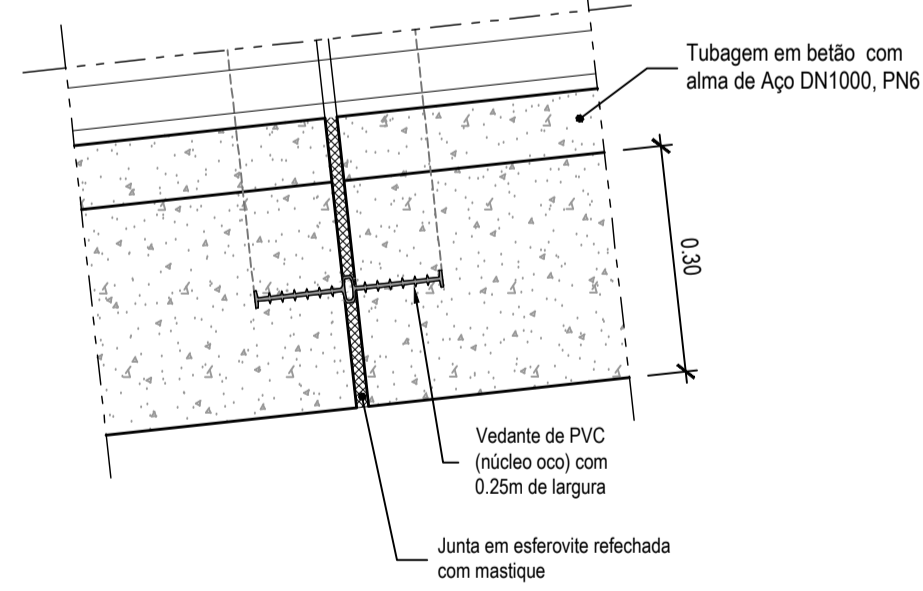 Tubagem em betão com
alma de Aço DN1000, PN6
0.30
Vedante de PVC
(núcleo oco) com
0.25m de largura
Junta em esferovite refechada
com mastique